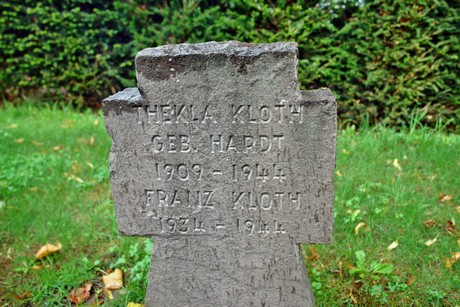 THEKLA KLOTH
GEB. HARDT
1909 - 1944
FRANZ KLOTH
1934 - 1944